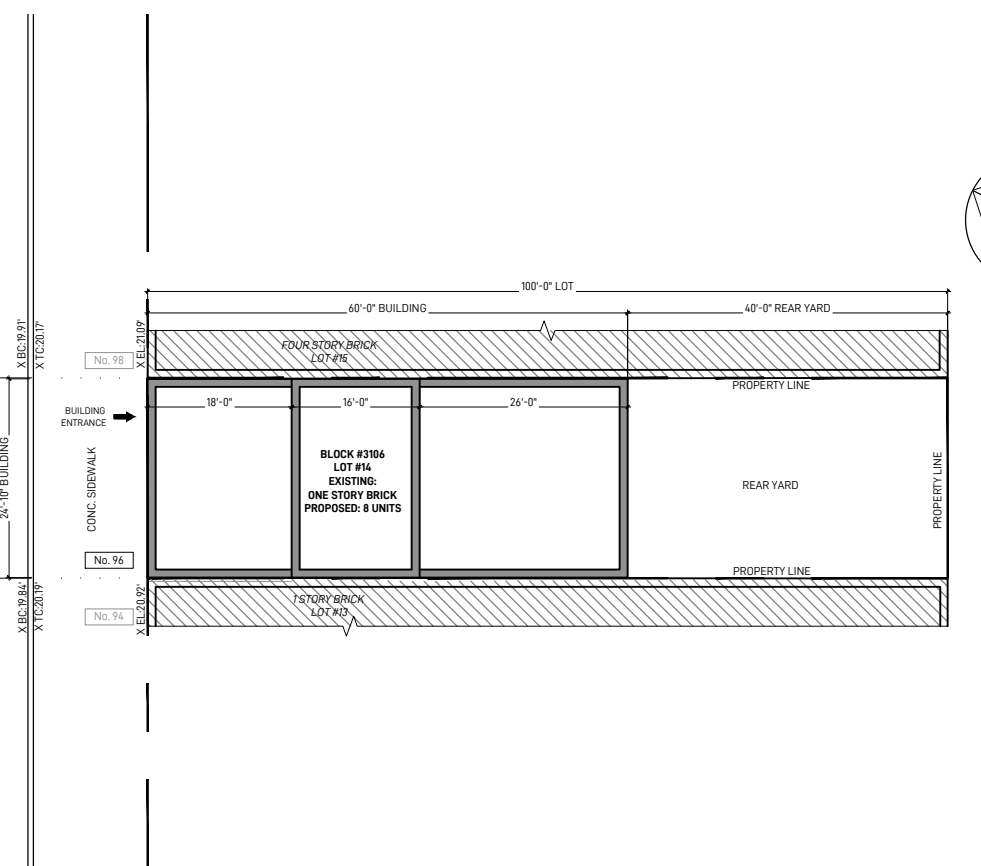 100'-0" LOT
60'-0" BUILDING
40'-0" REAR YARD
X BC:19.91'
X TC:20.17'
X EL:21.09'
No. 98
FOUR STORY BRICK
LOT #15
PROPERTY LINE
18'-0"
16'-0"
26'-0"
BUILDING
ENTRANCE
24'-10" BUILDING
CONC. SIDEWALK
BLOCK #3106
LOT #14
EXISTING:
ONE STORY BRICK
PROPOSED: 8 UNITS
REAR YARD
PROPERTY LINE
No. 96
PROPERTY LINE
X BC:19.84'
X TC:20.19'
X EL:20.92'
No. 94
1 STORY BRICK
LOT #13